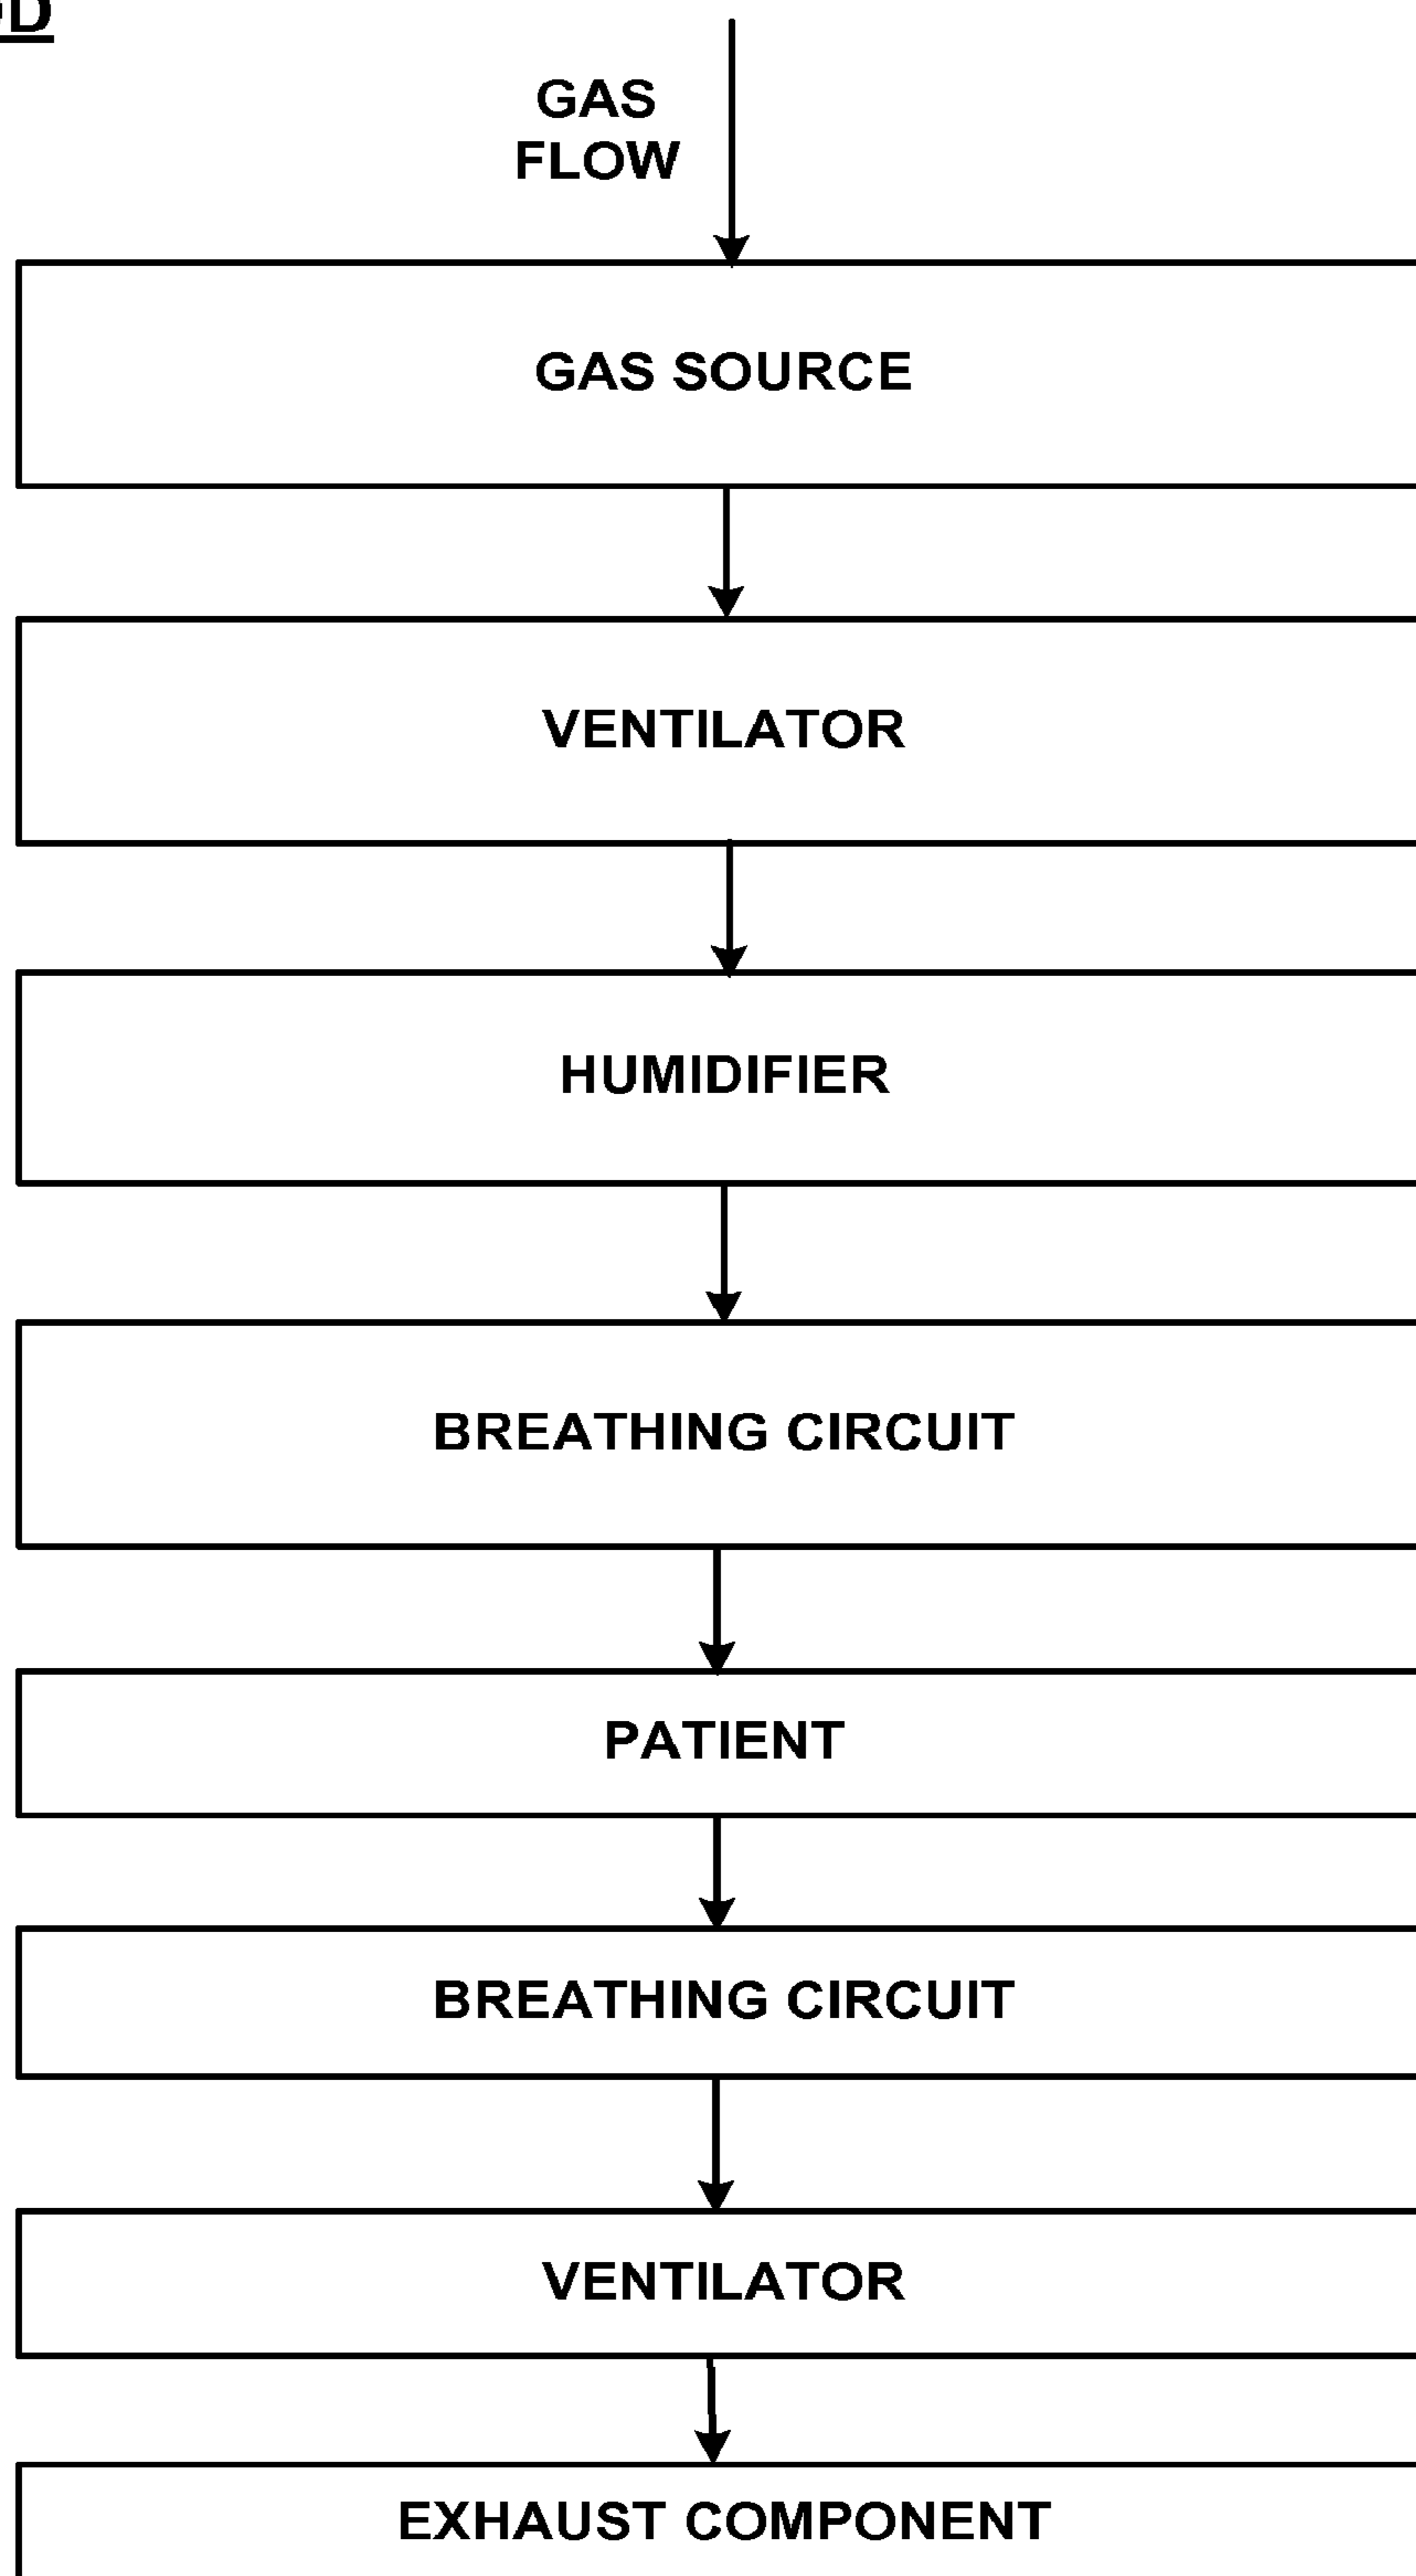 GAS
FLOW
GAS SOURCE
VENTILATOR
HUMIDIFIER
BREATHING CIRCUIT
PATIENT
BREATHING CIRCUIT
VENTILATOR
EXHAUST COMPONENT